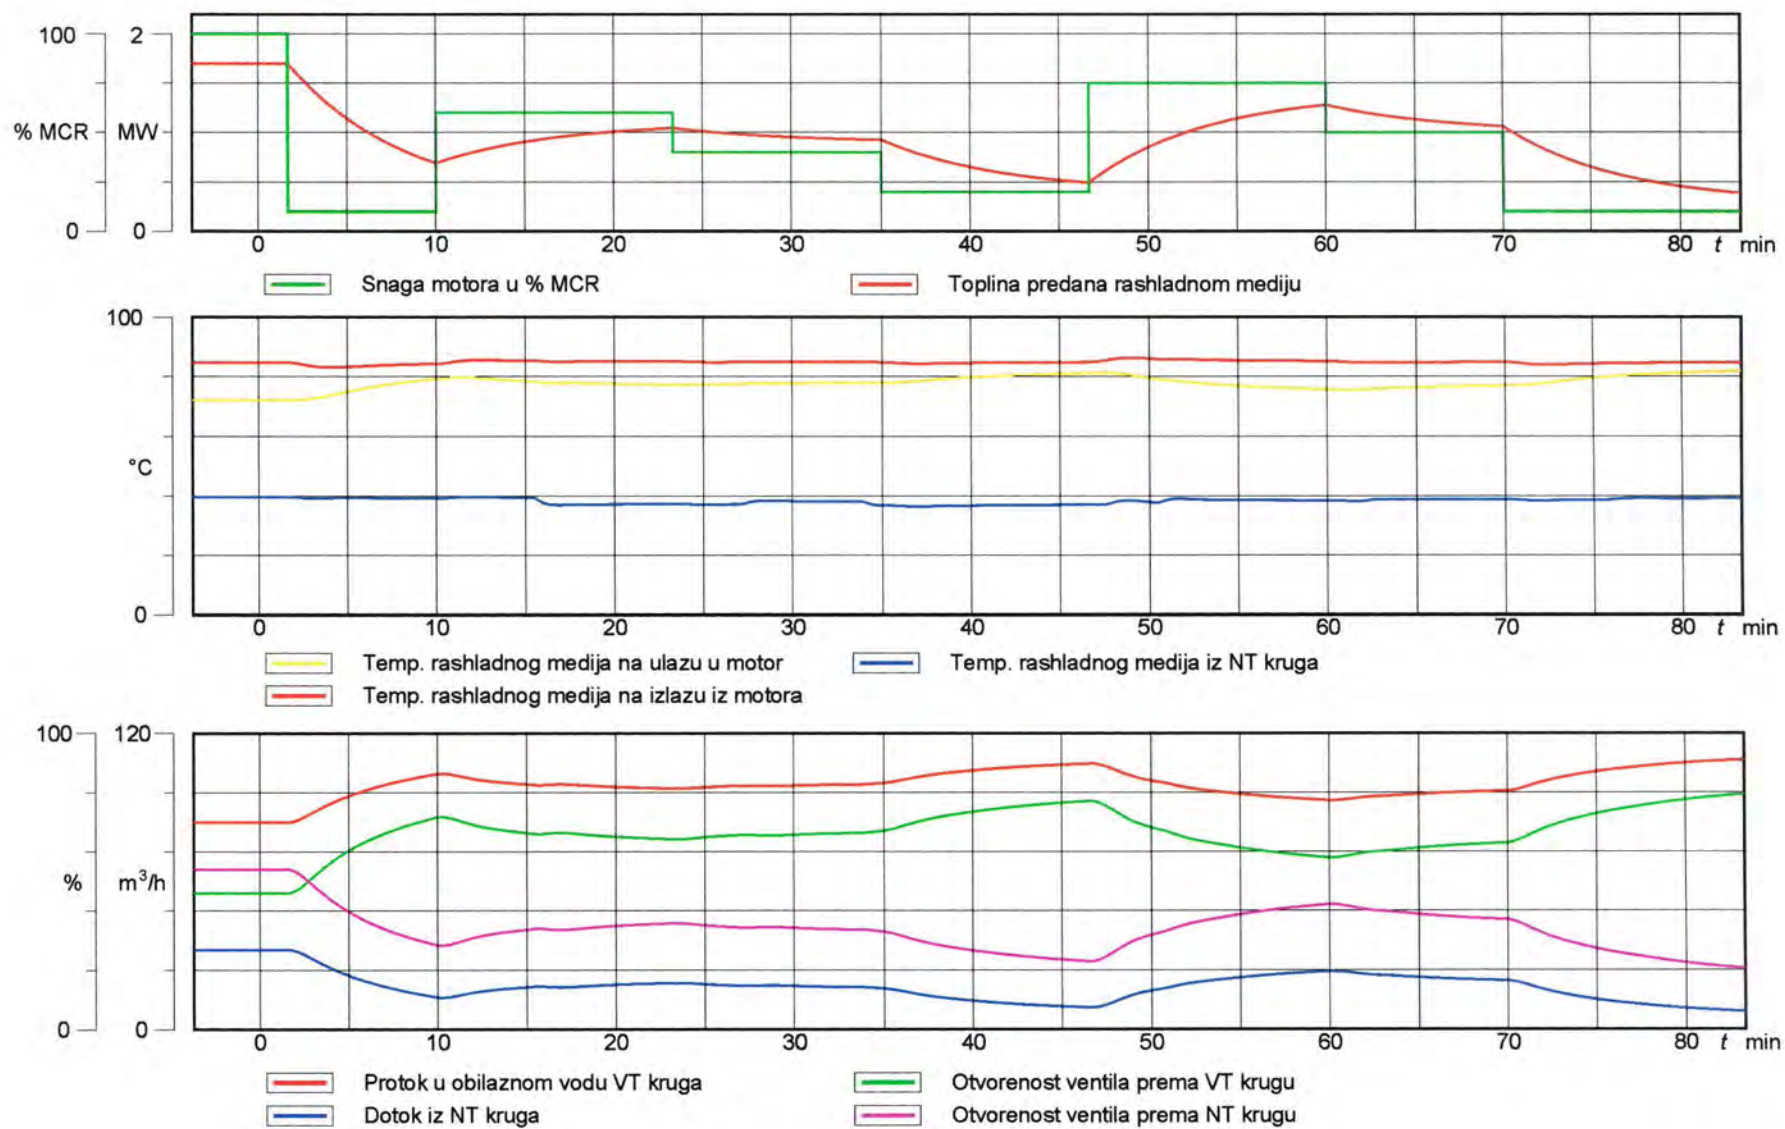 100 2
% MCR MW
0 0
0 10 20 30 40 50 60 70 80 t min
Snaga motora u % MCR Toplina predana rashladnom mediju
100
°C
0
0 10 20 30 40 50 60 70 80 t min
Temp. rashladnog medija na ulazu u motor Temp. rashladnog medija iz NT kruga
Temp. rashladnog medija na izlazu iz motora
100 120
% m³/h
0 0
0 10 20 30 40 50 60 70 80 t min
Protok u obilaznom vodu VT kruga Otvorenost ventila prema VT krugu
Dotok iz NT kruga Otvorenost ventila prema NT krugu